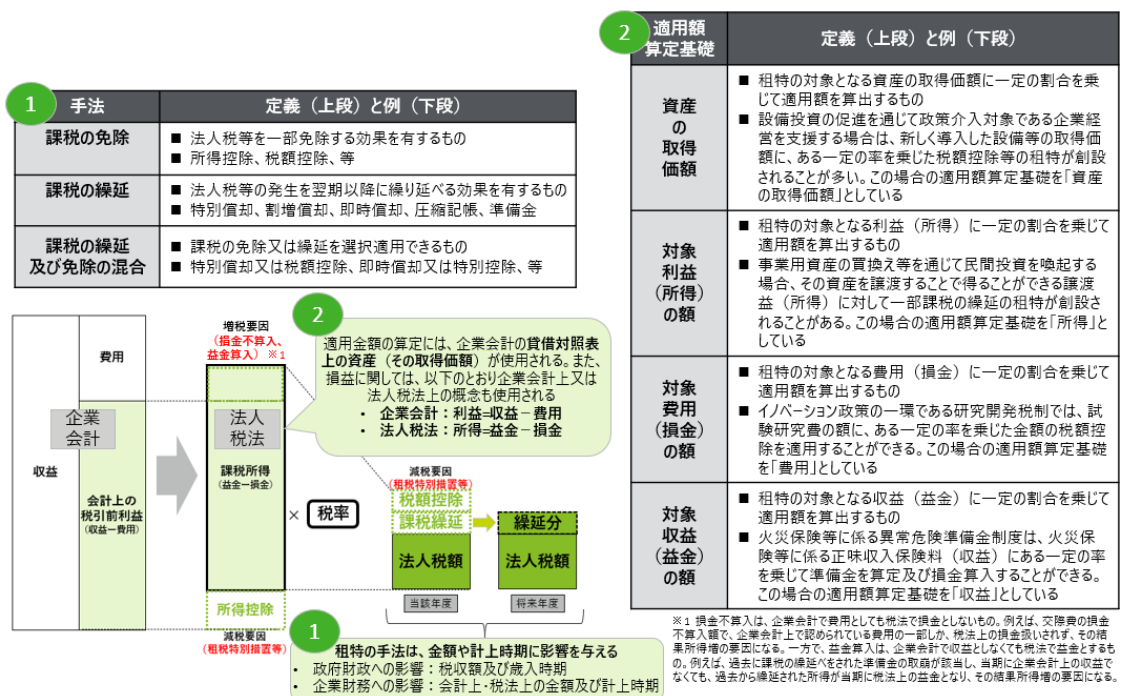 1
手法
定義（上段）と例（下段）
課税の免除
■ 法人税等を一部免除する効果を有するもの
■ 所得控除、税額控除、等
課税の繰延
■ 法人税等の発生を翌期以降に繰り延べる効果を有するもの
■ 特別償却、割増償却、即時償却、圧縮記帳、準備金
課税の繰延
及び免除の混合
■ 課税の免除又は繰延を選択適用できるもの
■ 特別償却又は税額控除、即時償却又は特別控除、等
収益
費用
企業
会計
会計上の
税引前利益
(収益ー費用)
増税要因
(損金不算入、
益金算入) ※1
法人
税法
課税所得
(益金ー損金)
所得控除
減税要因
(租税特別措置等)
×
税率
2
適用金額の算定には、企業会計の貸借対照表
上の資産（その取得価額）が使用される。また、
損益に関しては、以下のとおり企業会計上又は
法人税法上の概念も使用される
• 企業会計：利益=収益－費用
• 法人税法：所得=益金－損金
減税要因
(租税特別措置等)
税額控除
課税繰延
法人税額
当該年度
繰延分
法人税額
将来年度
1
租特の手法は、金額や計上時期に影響を与える
• 政府財政への影響：税収額及び歳入時期
• 企業財務への影響：会計上・税法上の金額及び計上時期
2
適用額
算定基礎
定義（上段）と例（下段）
資産
の
取得
価額
■ 租特の対象となる資産の取得価額に一定の割合を乗
じて適用額を算出するもの
■ 設備投資の促進を通じて政策介入対象である企業経
営を支援する場合は、新しく導入した設備等の取得価
額に、ある一定の率を乗じた税額控除等の租特が創設
されることが多い。この場合の適用額算定基礎を「資産
の取得価額」としている
対象
利益
(所得)
の額
■ 租特の対象となる利益（所得）に一定の割合を乗じて
適用額を算出するもの
■ 事業用資産の買換え等を通じて民間投資を喚起する
場合、その資産を譲渡することで得ることができる譲渡
益（所得）に対して一部課税の繰延の租特が創設さ
れることがある。この場合の適用額算定基礎を「所得」と
している
対象
費用
(損金)
の額
■ 租特の対象となる費用（損金）に一定の割合を乗じて
適用額を算出するもの
■ イノベーション政策の一環である研究開発税制では、試
験研究費の額に、ある一定の率を乗じた金額の税額控
除を適用することができる。この場合の適用額算定基礎
を「費用」としている
対象
収益
(益金)
の額
■ 租特の対象となる収益（益金）に一定の割合を乗じて
適用額を算出するもの
■ 火災保険等に係る異常危険準備金制度は、火災保
険等に係る正味収入保険料（収益）にある一定の率
を乗じて準備金を算定及び損金算入することができる。
この場合の適用額算定基礎を「収益」としている
※１ 損金不算入は、企業会計で費用としても税法で損金としないもの。例えば、交際費の損金
不算入額で、企業会計上で認められている費用の一部しか、税法上の損金扱いされず、その結
果所得増の要因になる。一方で、益金算入は、企業会計で収益としなくても税法で益金とするも
の。例えば、過去に課税の繰延べをされた準備金の取崩が該当し、当期に企業会計上の収益で
なくても、過去から繰延された所得が当期に税法上の益金となり、その結果所得増の要因になる。